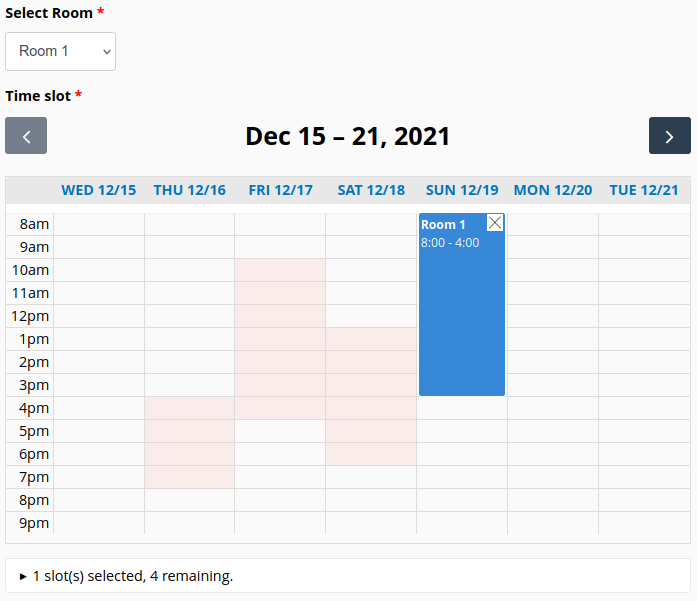 Select Room *
Room 1
Time slot *
Dec 15 – 21, 2021
WED 12/15 THU 12/16 FRI 12/17 SAT 12/18 SUN 12/19 MON 12/20 TUE 12/21
8am
Room 1
9am
8:00 - 4:00
10am
11am
12pm
1pm
2pm
3pm
4pm
5pm
6pm
7pm
8pm
9pm
► 1 slot(s) selected, 4 remaining.